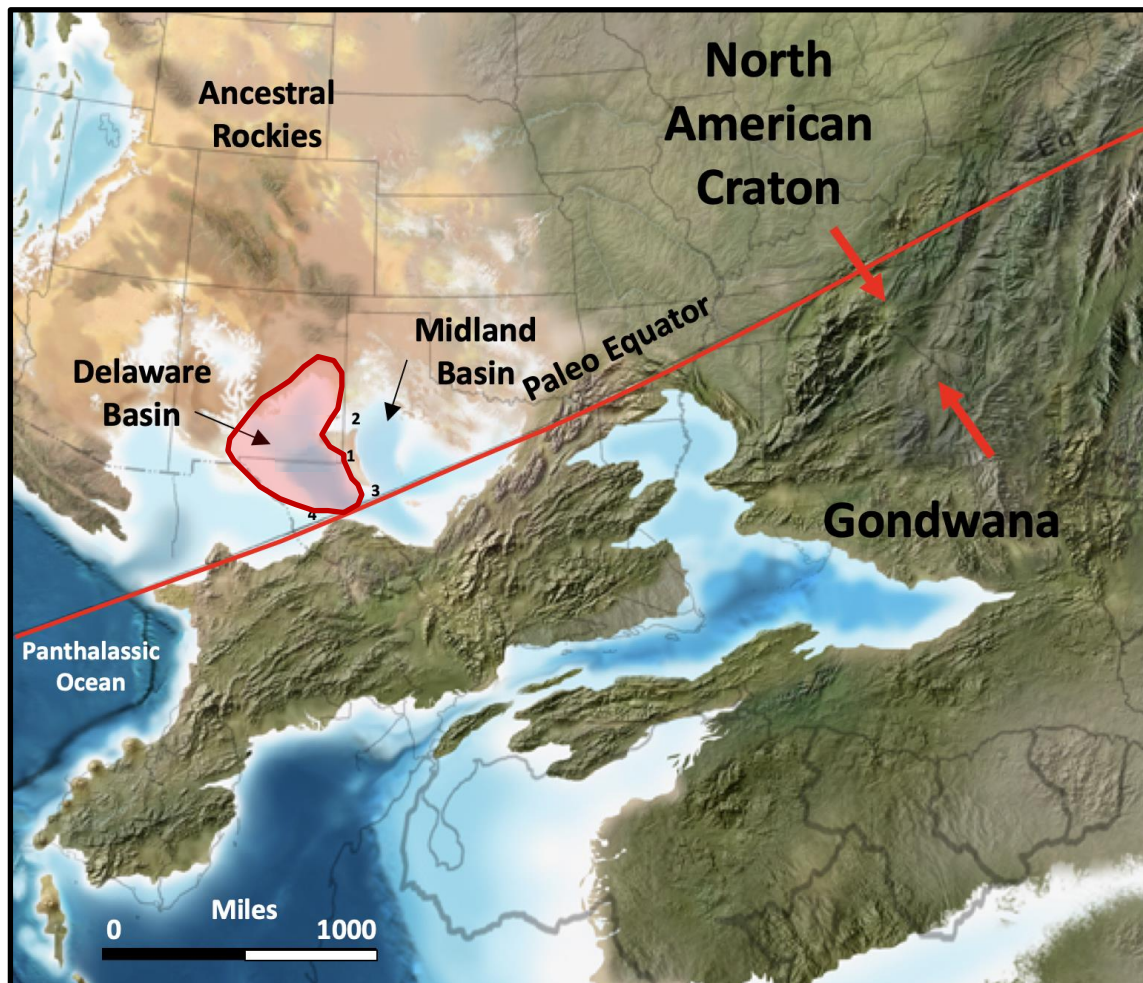 North
American
Craton
Ancestral
Rockies
Eq
Midland
Basin
Paleo Equator
Delaware
Basin
2
1
3
4
Gondwana
Panthalassic
Ocean
Miles
0 1000